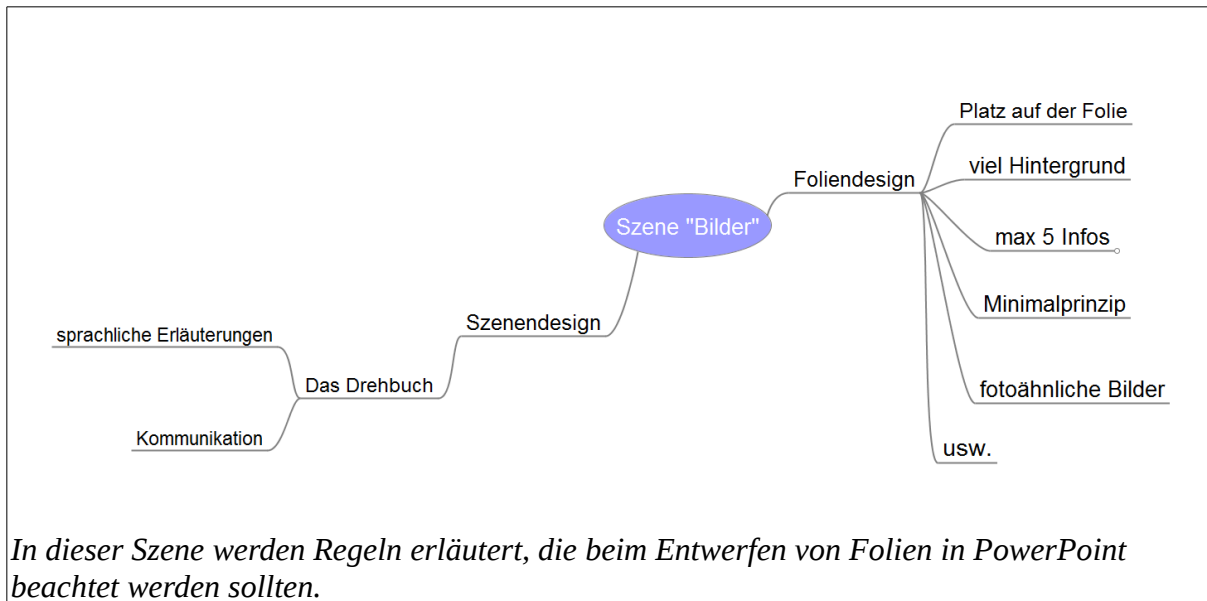 Platz auf der Folie
viel Hintergrund
Foliendesign
Szene "Bilder"
max 5 Infos
Minimalprinzip
Szenendesign
sprachliche Erläuterungen
Das Drehbuch
fotoähnliche Bilder
Kommunikation
usw.
In dieser Szene werden Regeln erläutert, die beim Entwerfen von Folien in PowerPoint
beachtet werden sollten.